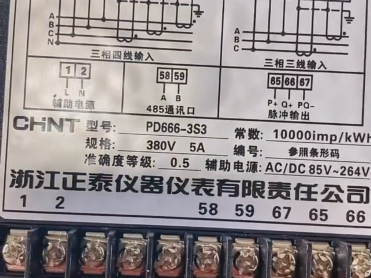 A
B
C
N
A
B
C
三相四线输入
三相三线输入
1 2
L N
辅助电源
58 59
A B
485通讯口
65 66 67
P+ Q+ PQ-
脉冲输出
CHNT 型号: PD666-3S3 常数: 10000imp/kWh
规格: 380V 5A 编号: 参照条形码
准确度等级: 0.5 辅助电源: AC/DC 85V~264V
浙江正泰仪器仪表有限责任公司
1 2 58 59 67 65 66